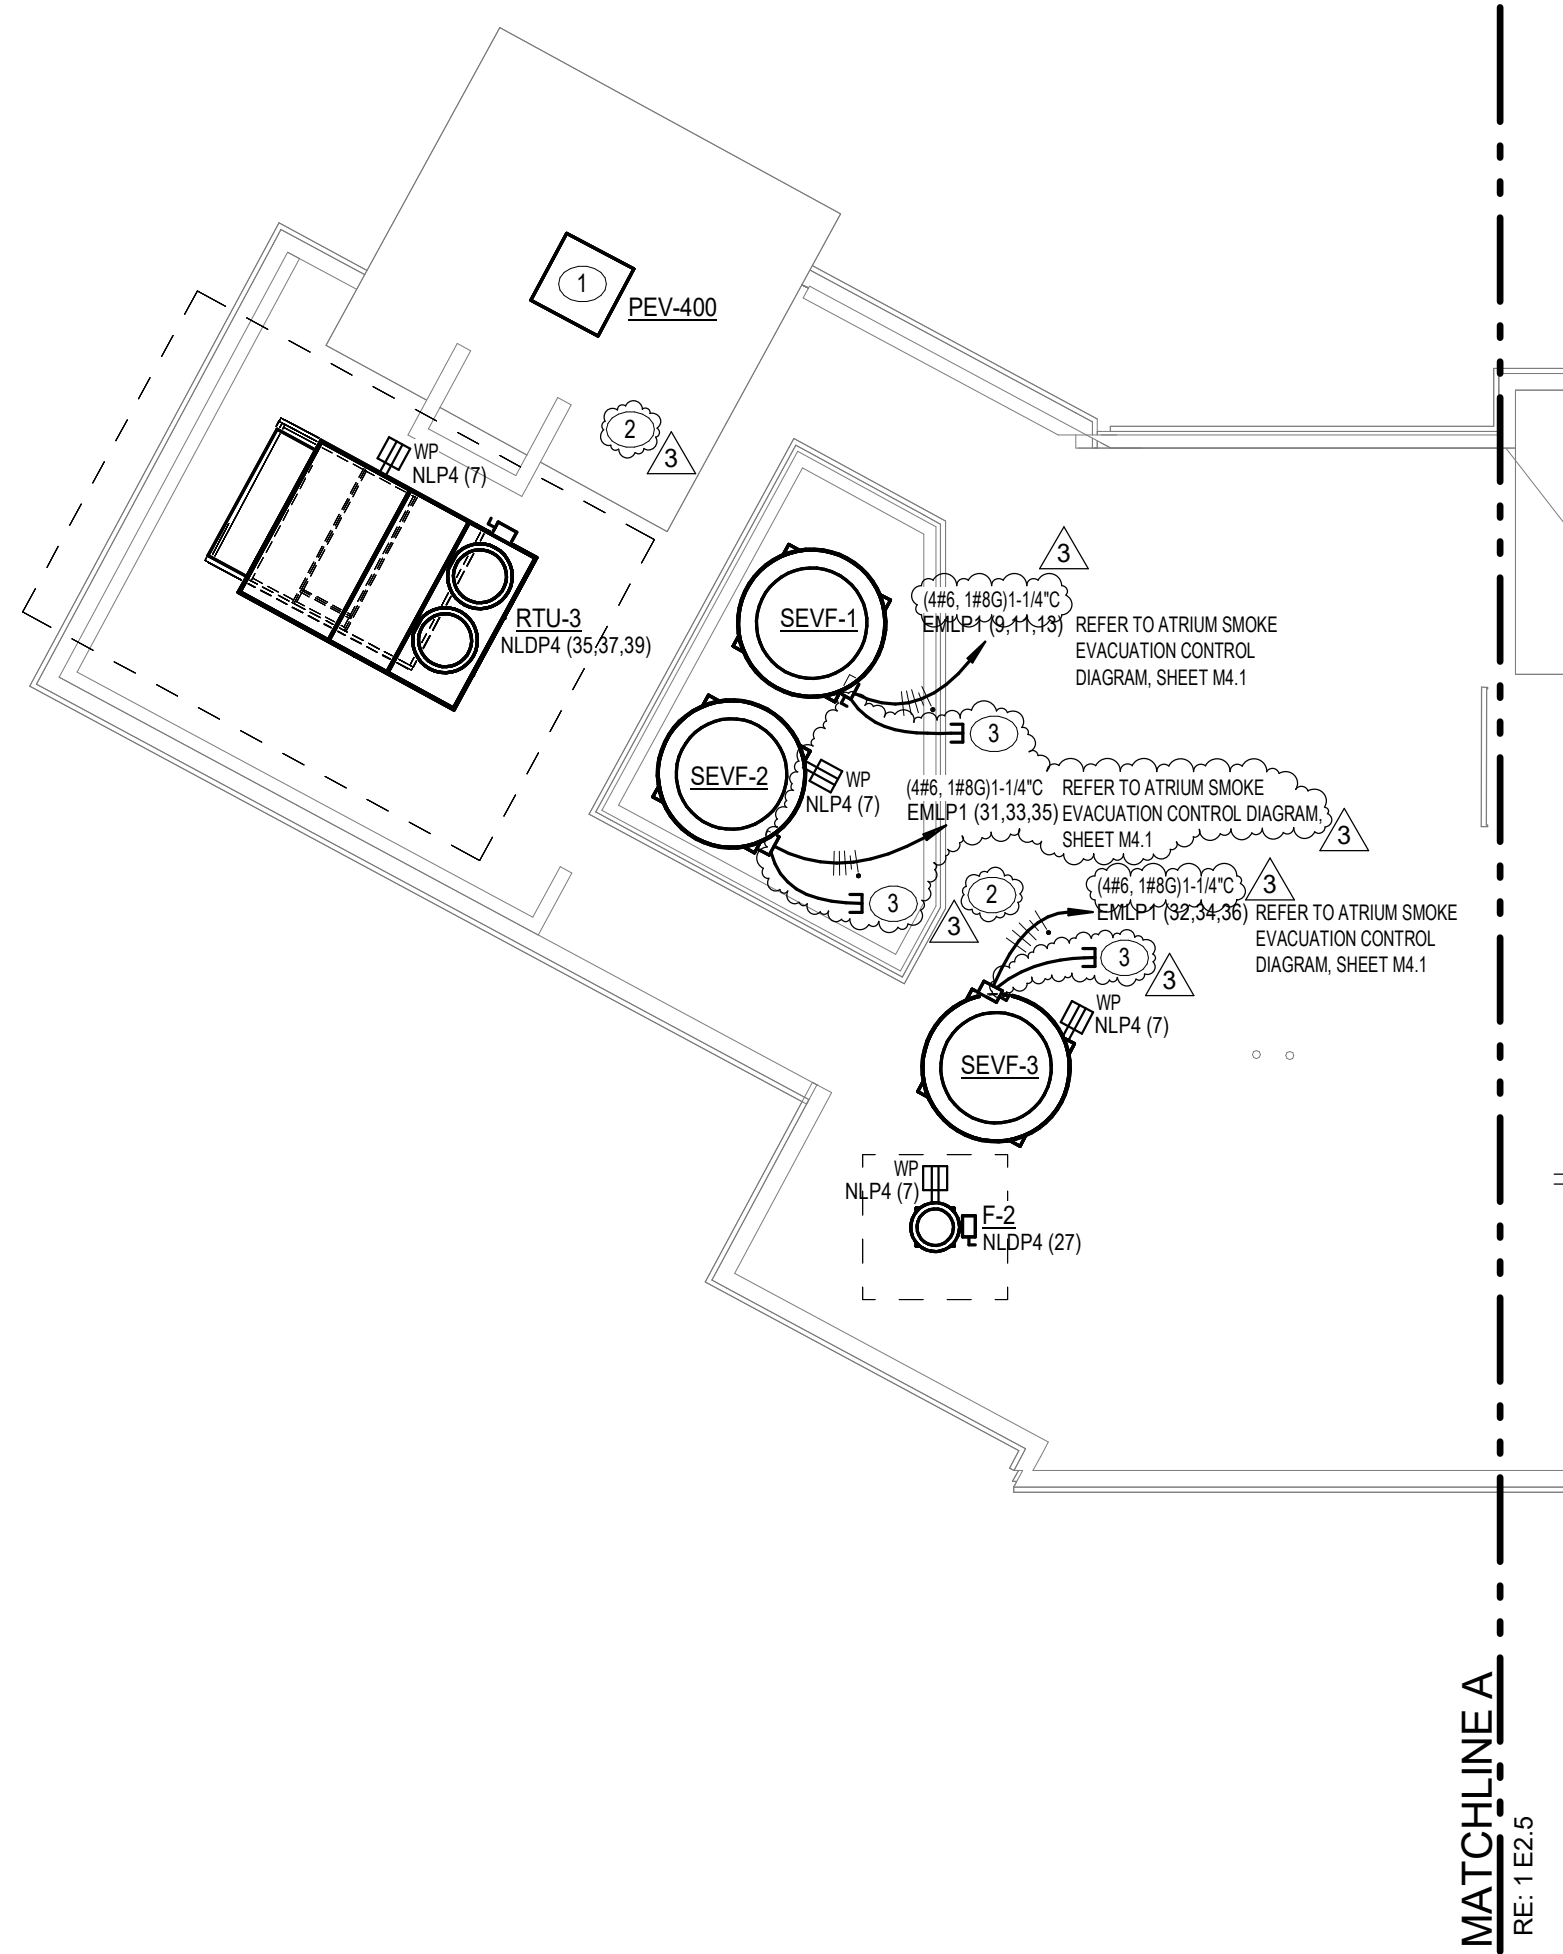 1
PEV-400
2
3
WP
NLP4 (7)
RTU-3
NLDP4 (35,37,39)
3
(4#6, 1#8G)1-1/4"C
EMLP1 (9,11,13)
REFER TO ATRIUM SMOKE
EVACUATION CONTROL
DIAGRAM, SHEET M4.1
SEVF-1
3
SEVF-2
WP
NLP4 (7)
(4#6, 1#8G)1-1/4"C
EMLP1 (31,33,35)
REFER TO ATRIUM SMOKE
EVACUATION CONTROL DIAGRAM,
SHEET M4.1
3
3
3
2
(4#6, 1#8G)1-1/4"C
EMLP1 (32,34,36)
3
REFER TO ATRIUM SMOKE
EVACUATION CONTROL
DIAGRAM, SHEET M4.1
3
3
WP
NLP4 (7)
SEVF-3
WP
NLP4 (7)
F-2
NLDP4 (27)
MATCHLINE A
RE: 1 E2.5